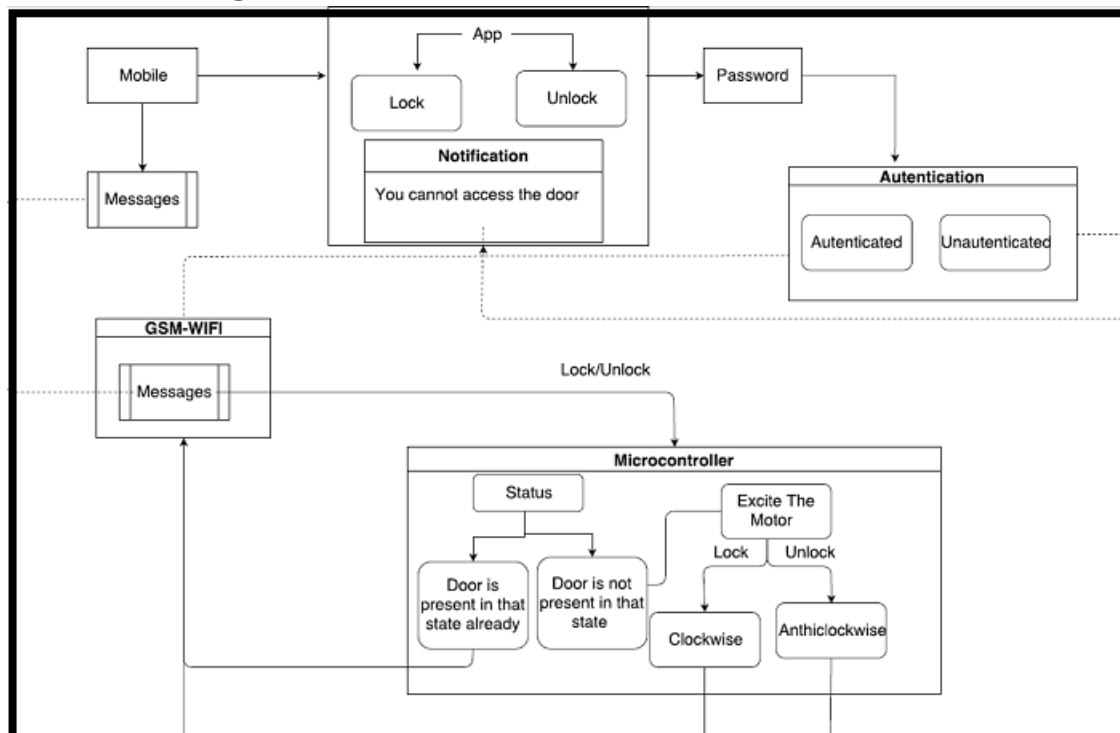 App
Mobile
Lock
Unlock
Password
Notification
You cannot access the door
Messages
Autentication
Autenticated
Unautenticated
GSM-WIFI
Messages
Lock/Unlock
Microcontroller
Status
Excite The
Motor
Lock
Unlock
Door is
present in that
state already
Door is not
present in that
state
Clockwise
Anthiclockwise